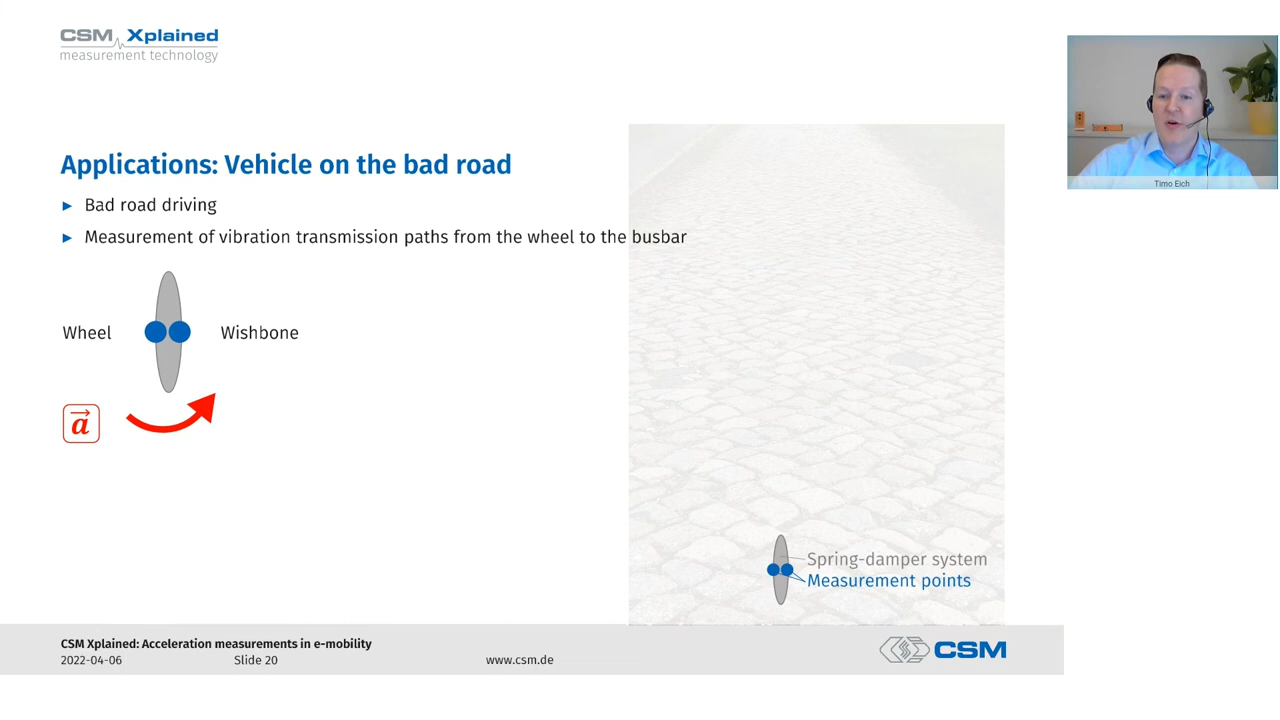 CSM Xplained
measurement technology
Timo Eich
Applications: Vehicle on the bad road
► Bad road driving
► Measurement of vibration transmission paths from the wheel to the busbar
Wheel
Wishbone
a
Spring-damper system
Measurement points
CSM Xplained: Acceleration measurements in e-mobility
2022-04-06 Slide 20 www.csm.de
CSM